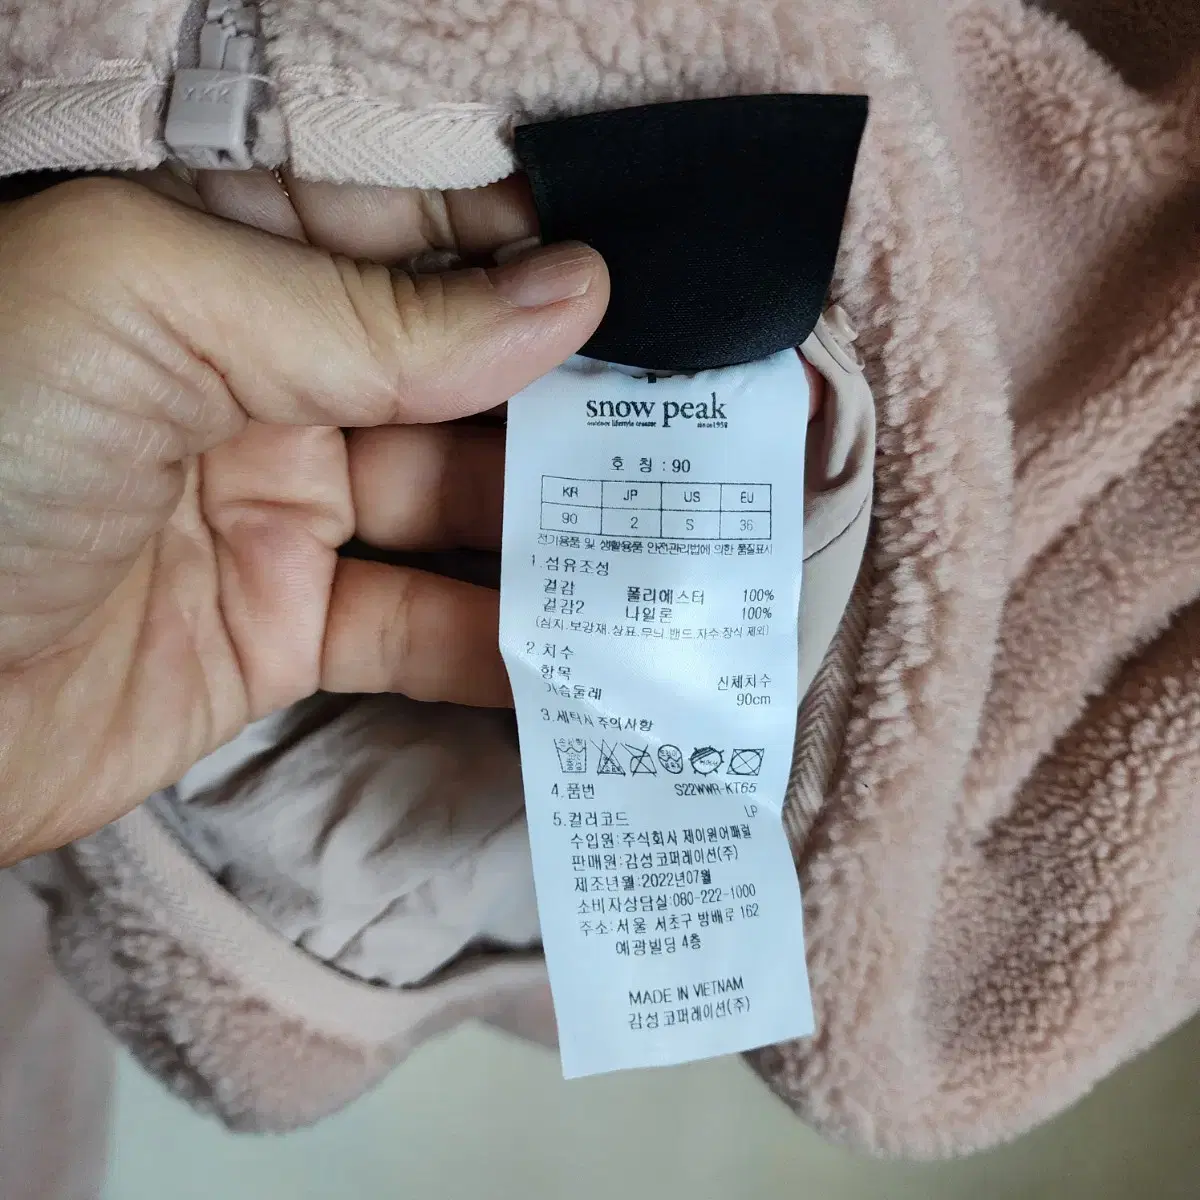 YKK
snow peak
outdoor lifestyle creator since1958
호 칭 : 90
KR JP US EU
90 2 S 36
전기용품 및 생활용품 안전관리법에 의한 품질표시
1.섬유조성
겉감 폴리에스터 100%
겉감2 나일론 100%
(심지.보강재.상표.무늬.밴드.자수.장식 제외)
2.치수
항목 신체치수
가슴둘레 90cm
3.세탁시 주의사항
4.품번 S22WWR-KT65
5.컬러코드 LP
수입원:주식회사 제이원어패럴
판매원:감성코퍼레이션(주)
제조년월:2022년07월
소비자상담실:080-222-1000
주소:서울 서초구 방배로 162
예광빌딩 4층
MADE IN VIETNAM
감성코퍼레이션(주)